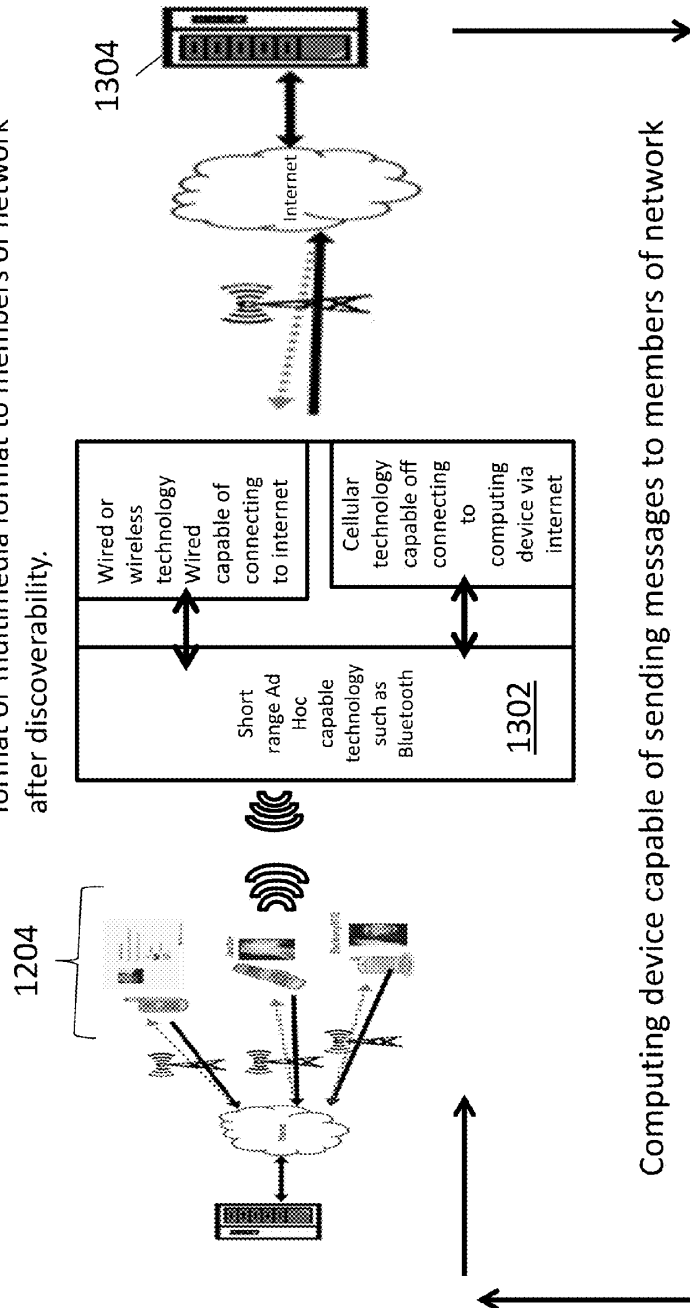 format or multimedia format to members of network
after discoverability.
1204
1304
Internet
Wired or
wireless
technology
Wired
capable of
connecting
to internet
Cellular
technology
capable off
connecting
to
computing
device via
internet
Short
range Ad
Hoc
capable
technology
such as
Bluetooth
1302
Computing device capable of sending messages to members of network